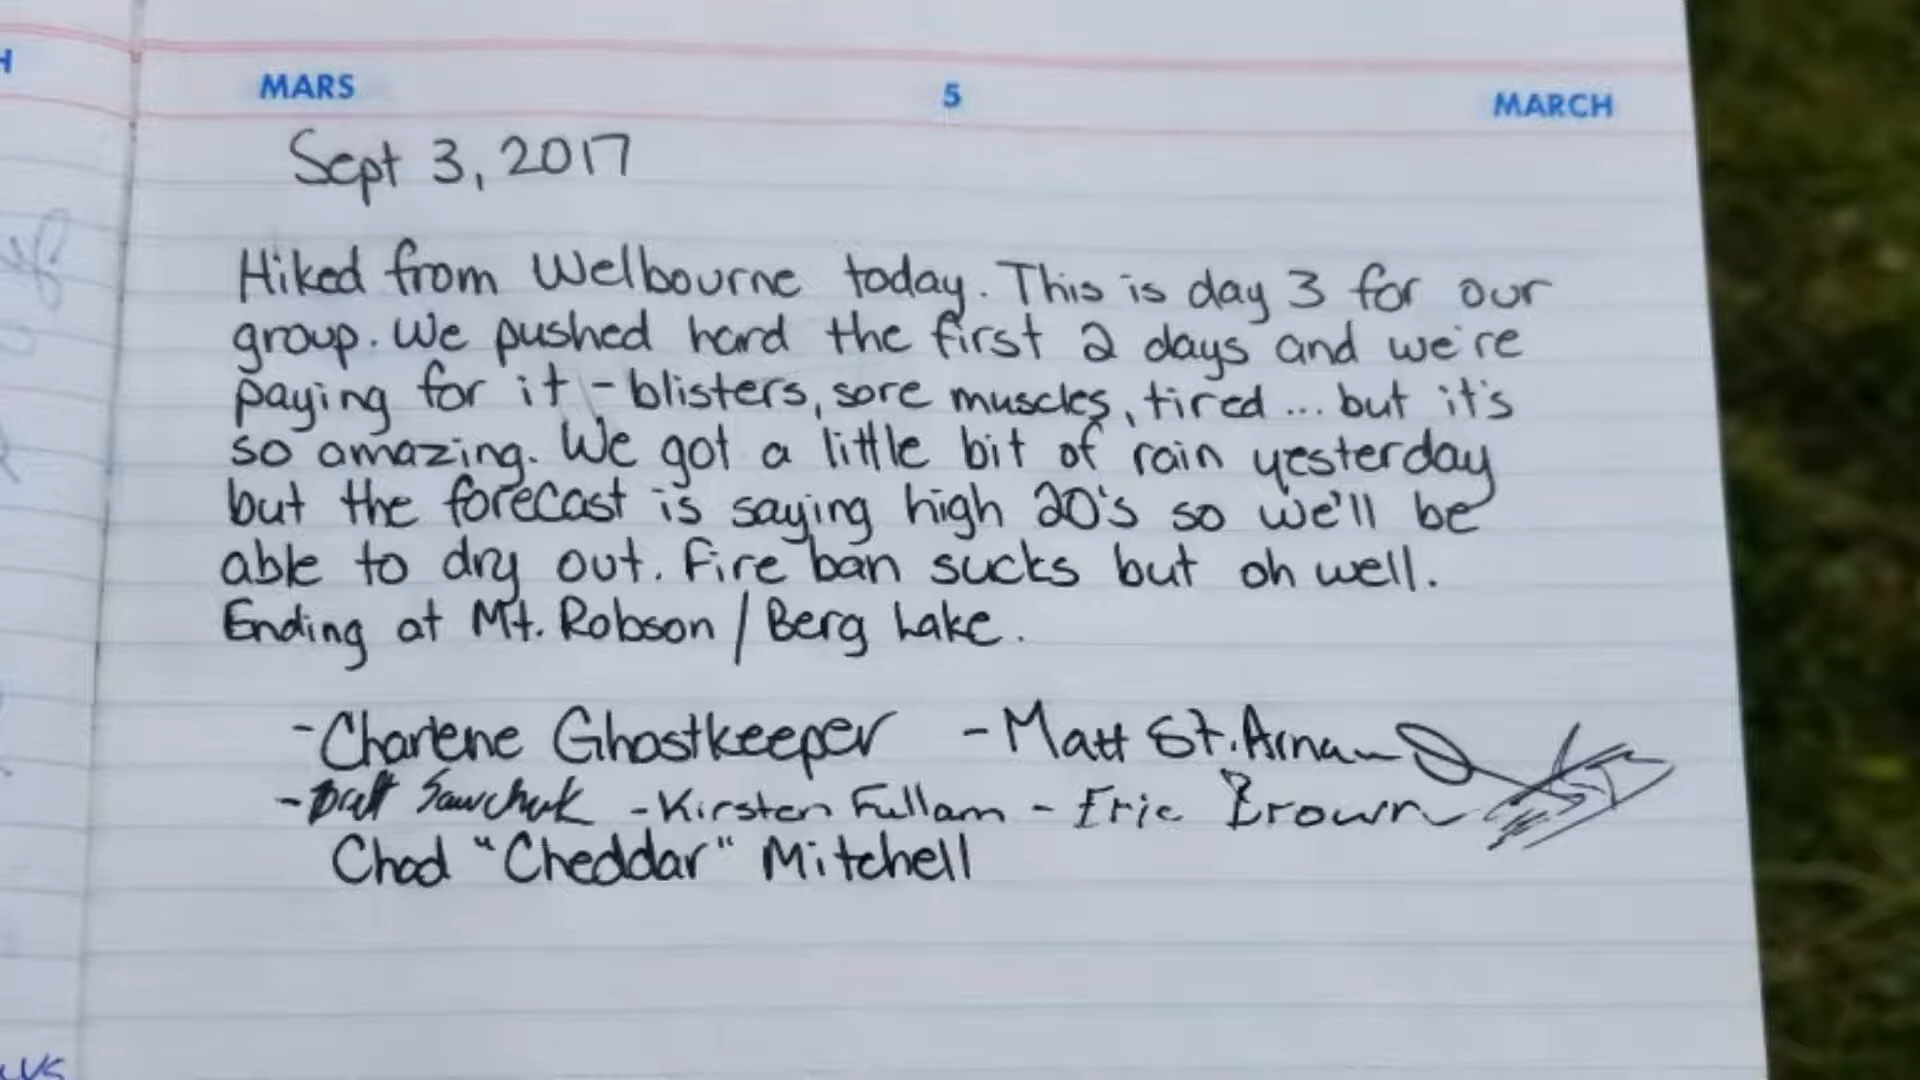 H
MARS 5 MARCH
Sept 3, 2017
Hiked from Welbourne today. This is day 3 for our
group. We pushed hard the first 2 days and we're
paying for it - blisters, sore muscles, tired... but it's
so amazing. We got a little bit of rain yesterday
but the forecast is saying high 20's so we'll be
able to dry out. Fire ban sucks but oh well.
Ending at Mt. Robson / Berg Lake.
- Charlene Ghostkeeper - Matt St. Arnau
- Sawchuk - Kirsten Fullam - Eric Brown
Chad "Cheddar" Mitchell